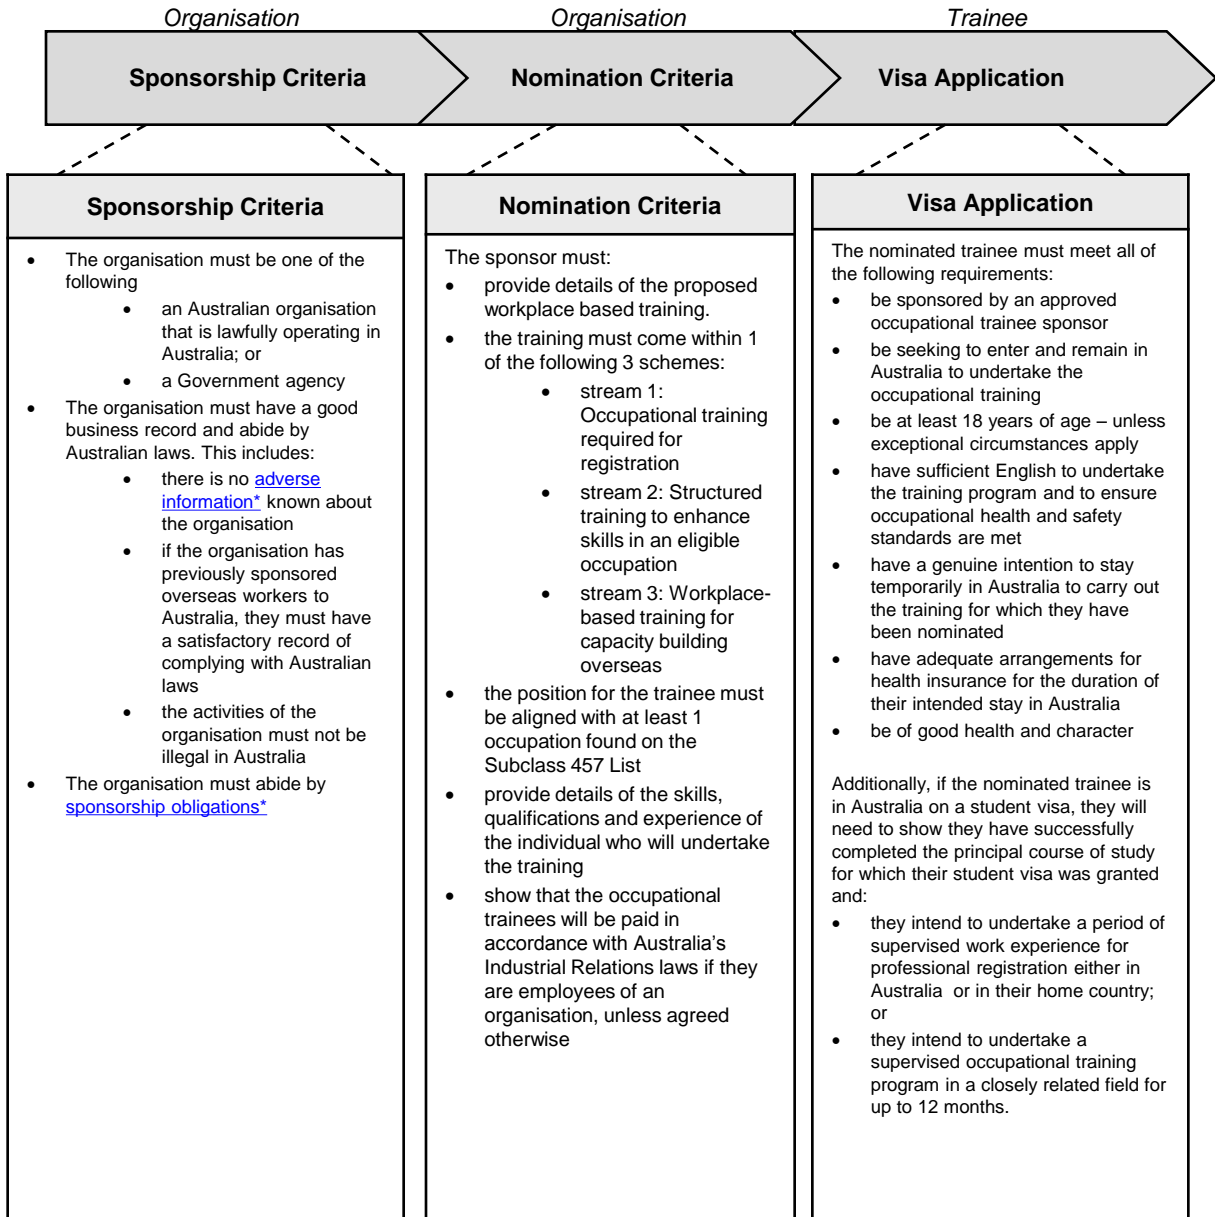 Organisation
Organisation
Trainee
Sponsorship Criteria
Nomination Criteria
Visa Application
Sponsorship Criteria
• The organisation must be one of the
following
• an Australian organisation
that is lawfully operating in
Australia; or
• a Government agency
• The organisation must have a good
business record and abide by
Australian laws. This includes:
• there is no adverse
information* known about
the organisation
• if the organisation has
previously sponsored
overseas workers to
Australia, they must have
a satisfactory record of
complying with Australian
laws
• the activities of the
organisation must not be
illegal in Australia
• The organisation must abide by
sponsorship obligations*
Nomination Criteria
The sponsor must:
• provide details of the proposed
workplace based training.
• the training must come within 1
of the following 3 schemes:
• stream 1:
Occupational training
required for
registration
• stream 2: Structured
training to enhance
skills in an eligible
occupation
• stream 3: Workplace-
based training for
capacity building
overseas
• the position for the trainee must
be aligned with at least 1
occupation found on the
Subclass 457 List
• provide details of the skills,
qualifications and experience of
the individual who will undertake
the training
• show that the occupational
trainees will be paid in
accordance with Australia’s
Industrial Relations laws if they
are employees of an
organisation, unless agreed
otherwise
Visa Application
The nominated trainee must meet all of
the following requirements:
• be sponsored by an approved
occupational trainee sponsor
• be seeking to enter and remain in
Australia to undertake the
occupational training
• be at least 18 years of age – unless
exceptional circumstances apply
• have sufficient English to undertake
the training program and to ensure
occupational health and safety
standards are met
• have a genuine intention to stay
temporarily in Australia to carry out
the training for which they have
been nominated
• have adequate arrangements for
health insurance for the duration of
their intended stay in Australia
• be of good health and character
Additionally, if the nominated trainee is
in Australia on a student visa, they will
need to show they have successfully
completed the principal course of study
for which their student visa was granted
and:
• they intend to undertake a period of
supervised work experience for
professional registration either in
Australia or in their home country;
or
• they intend to undertake a
supervised occupational training
program in a closely related field for
up to 12 months.